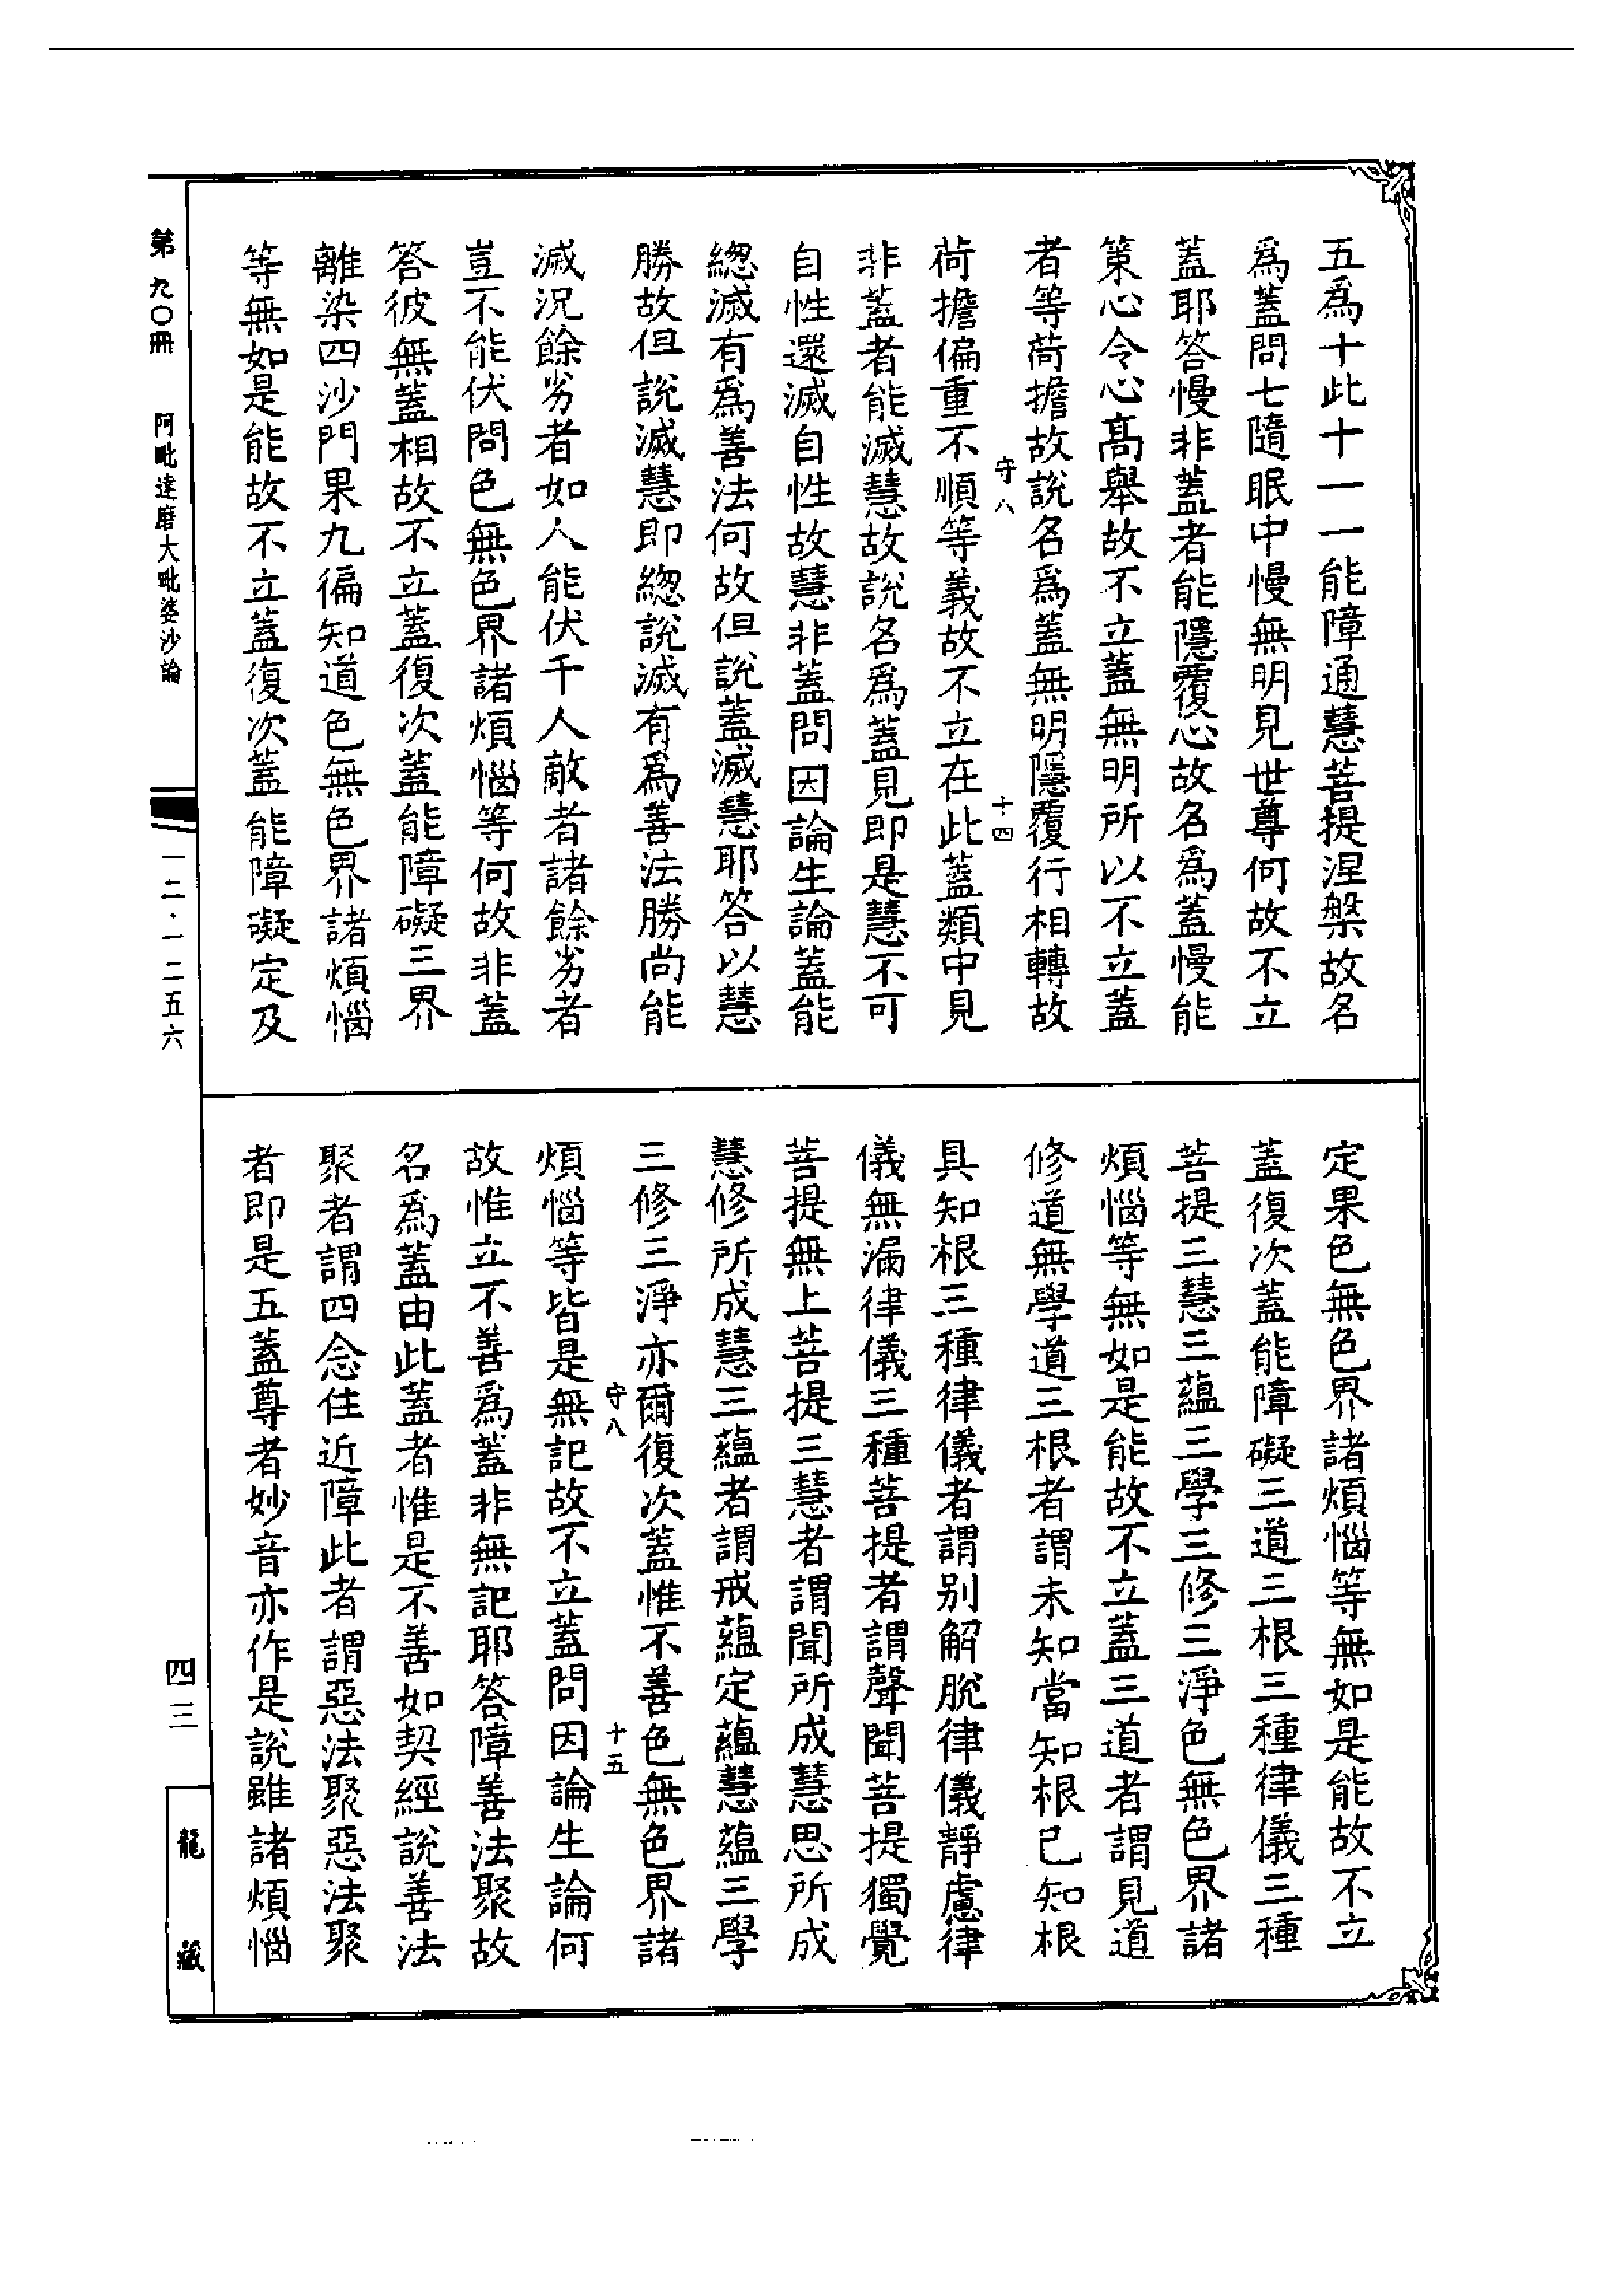 五爲十此十一一能障通慧菩提涅槃故名
爲蓋問七隨眠中慢無明見世尊何故不立
蓋耶答慢非蓋者能隱覆心故名爲蓋慢能
策心令心高舉故不立蓋無明所以不立蓋
者等荷擔故說名爲蓋無明隱覆行相轉故
守八
十四
荷擔偏重不順等義故不立在此蓋類中見
非蓋者能滅慧故說名爲蓋見即是慧不可
自性還滅自性故慧非蓋問因論生論蓋能
總滅有爲善法何故但說蓋滅慧耶答以慧
勝故但說滅慧即總說滅有爲善法勝尚能
滅況餘劣者如人能伏千人敵者諸餘劣者
豈不能伏問色無色界諸煩惱等何故非蓋
答彼無蓋相故不立蓋復次蓋能障礙三界
離染四沙門果九徧知道色無色界諸煩惱
等無如是能故不立蓋復次蓋能障礙定及
定果色無色界諸煩惱等無如是能故不立
蓋復次蓋能障礙三道三根三種律儀三種
菩提三慧三蘊三學三修三淨色無色界諸
煩惱等無如是能故不立蓋三道者謂見道
修道無學道三根者謂未知當知根已知根
具知根三種律儀者謂別解脫律儀靜慮律
儀無漏律儀三種菩提者謂聲聞菩提獨覺
菩提無上菩提三慧者謂聞所成慧思所成
慧修所成慧三蘊者謂戒蘊定蘊慧蘊三學
三修三淨亦爾復次蓋惟不善色無色界諸
守八
十五
煩惱等皆是無記故不立蓋問因論生論何
故惟立不善爲蓋非無記耶答障善法聚故
名爲蓋由此蓋者惟是不善如契經說善法
聚者謂四念住近障此者謂惡法聚惡法聚
者即是五蓋尊者妙音亦作是說雖諸煩惱
第九〇冊
阿毗達磨大毗婆沙論
一二·一二五六
四三
龍藏